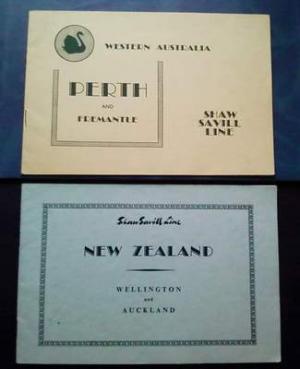 WESTERN AUSTRALIA
PERTH
AND
FREMANTLE
SHAW
SAVILL
LINE
Shaw Savill Line
NEW ZEALAND
WELLINGTON
and
AUCKLAND